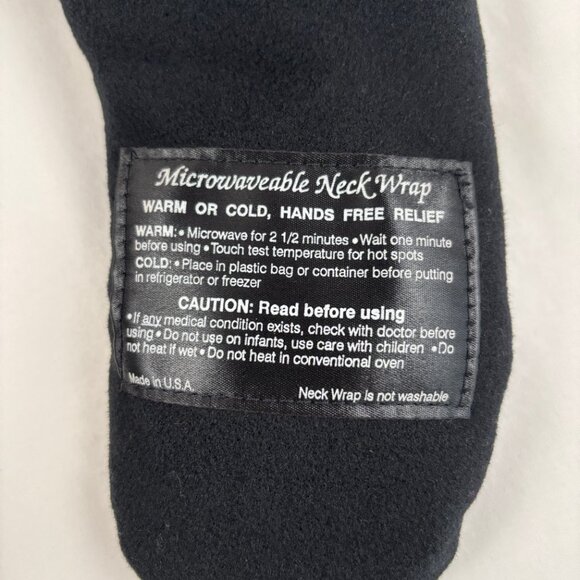 Microwaveable Neck Wrap
WARM OR COLD, HANDS FREE RELIEF
WARM: • Microwave for 2 1/2 minutes • Wait one minute
before using • Touch test temperature for hot spots
COLD: • Place in plastic bag or container before putting
in refrigerator or freezer
CAUTION: Read before using
• If any medical condition exists, check with doctor before
using • Do not use on infants, use care with children • Do
not heat if wet • Do not heat in conventional oven
Made in U.S.A.
Neck Wrap is not washable